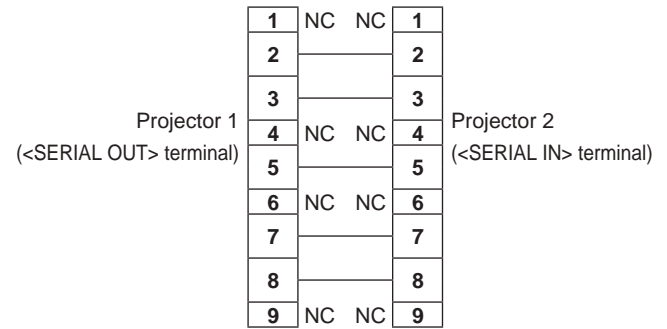 1 NC NC 1
2 2
3 3
Projector 1 Projector 2
4 NC NC 4
(<SERIAL OUT> terminal) (<SERIAL IN> terminal)
5 5
6 NC NC 6
7 7
8 8
9 NC NC 9